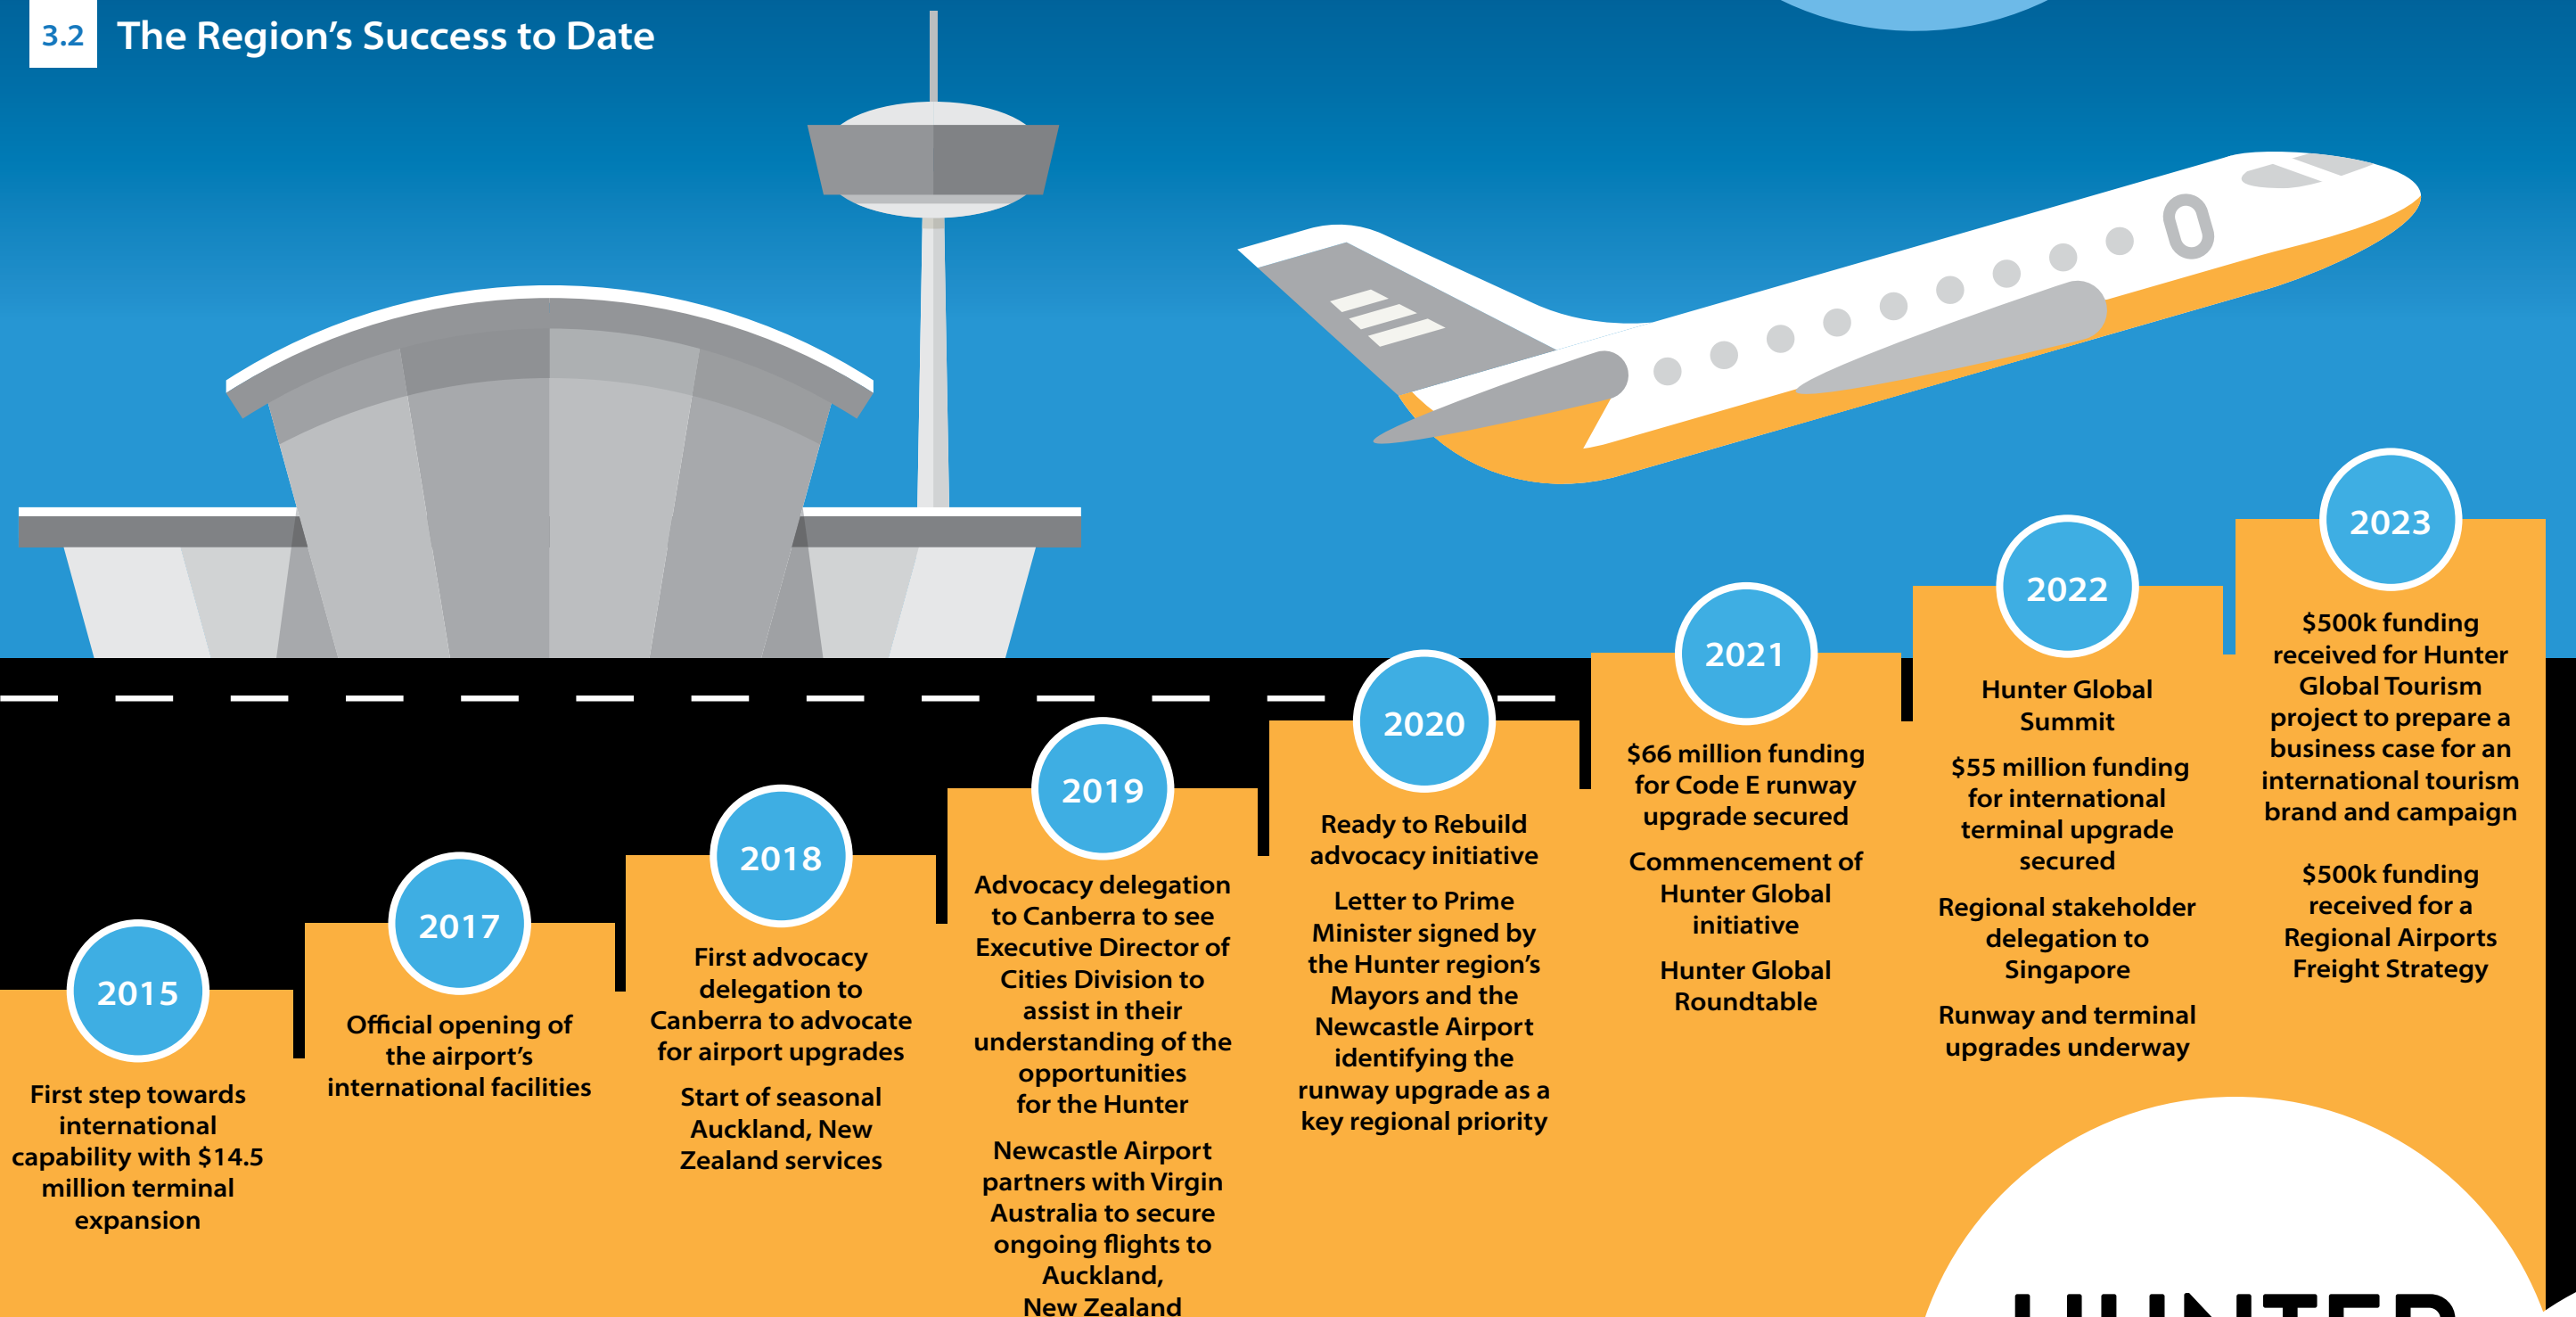 3.2 The Region's Success to Date
2015
First step towards
international
capability with $14.5
million terminal
expansion
2017
Official opening of
the airport's
international facilities
2018
First advocacy
delegation to
Canberra to advocate
for airport upgrades
Start of seasonal
Auckland, New
Zealand services
2019
Advocacy delegation
to Canberra to see
Executive Director of
Cities Division to
assist in their
understanding of the
opportunities
for the Hunter
Newcastle Airport
partners with Virgin
Australia to secure
ongoing flights to
Auckland,
New Zealand
2020
Ready to Rebuild
advocacy initiative
Letter to Prime
Minister signed by
the Hunter region's
Mayors and the
Newcastle Airport
identifying the
runway upgrade as a
key regional priority
2021
$66 million funding
for Code E runway
upgrade secured
Commencement of
Hunter Global
initiative
Hunter Global
Roundtable
2022
Hunter Global
Summit
$55 million funding
for international
terminal upgrade
secured
Regional stakeholder
delegation to
Singapore
Runway and terminal
upgrades underway
2023
$500k funding
received for Hunter
Global Tourism
project to prepare a
business case for an
international tourism
brand and campaign
$500k funding
received for a
Regional Airports
Freight Strategy
HUNTER